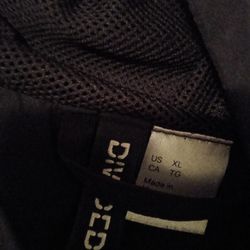 DIV DED
US XL
CA TG
Made in